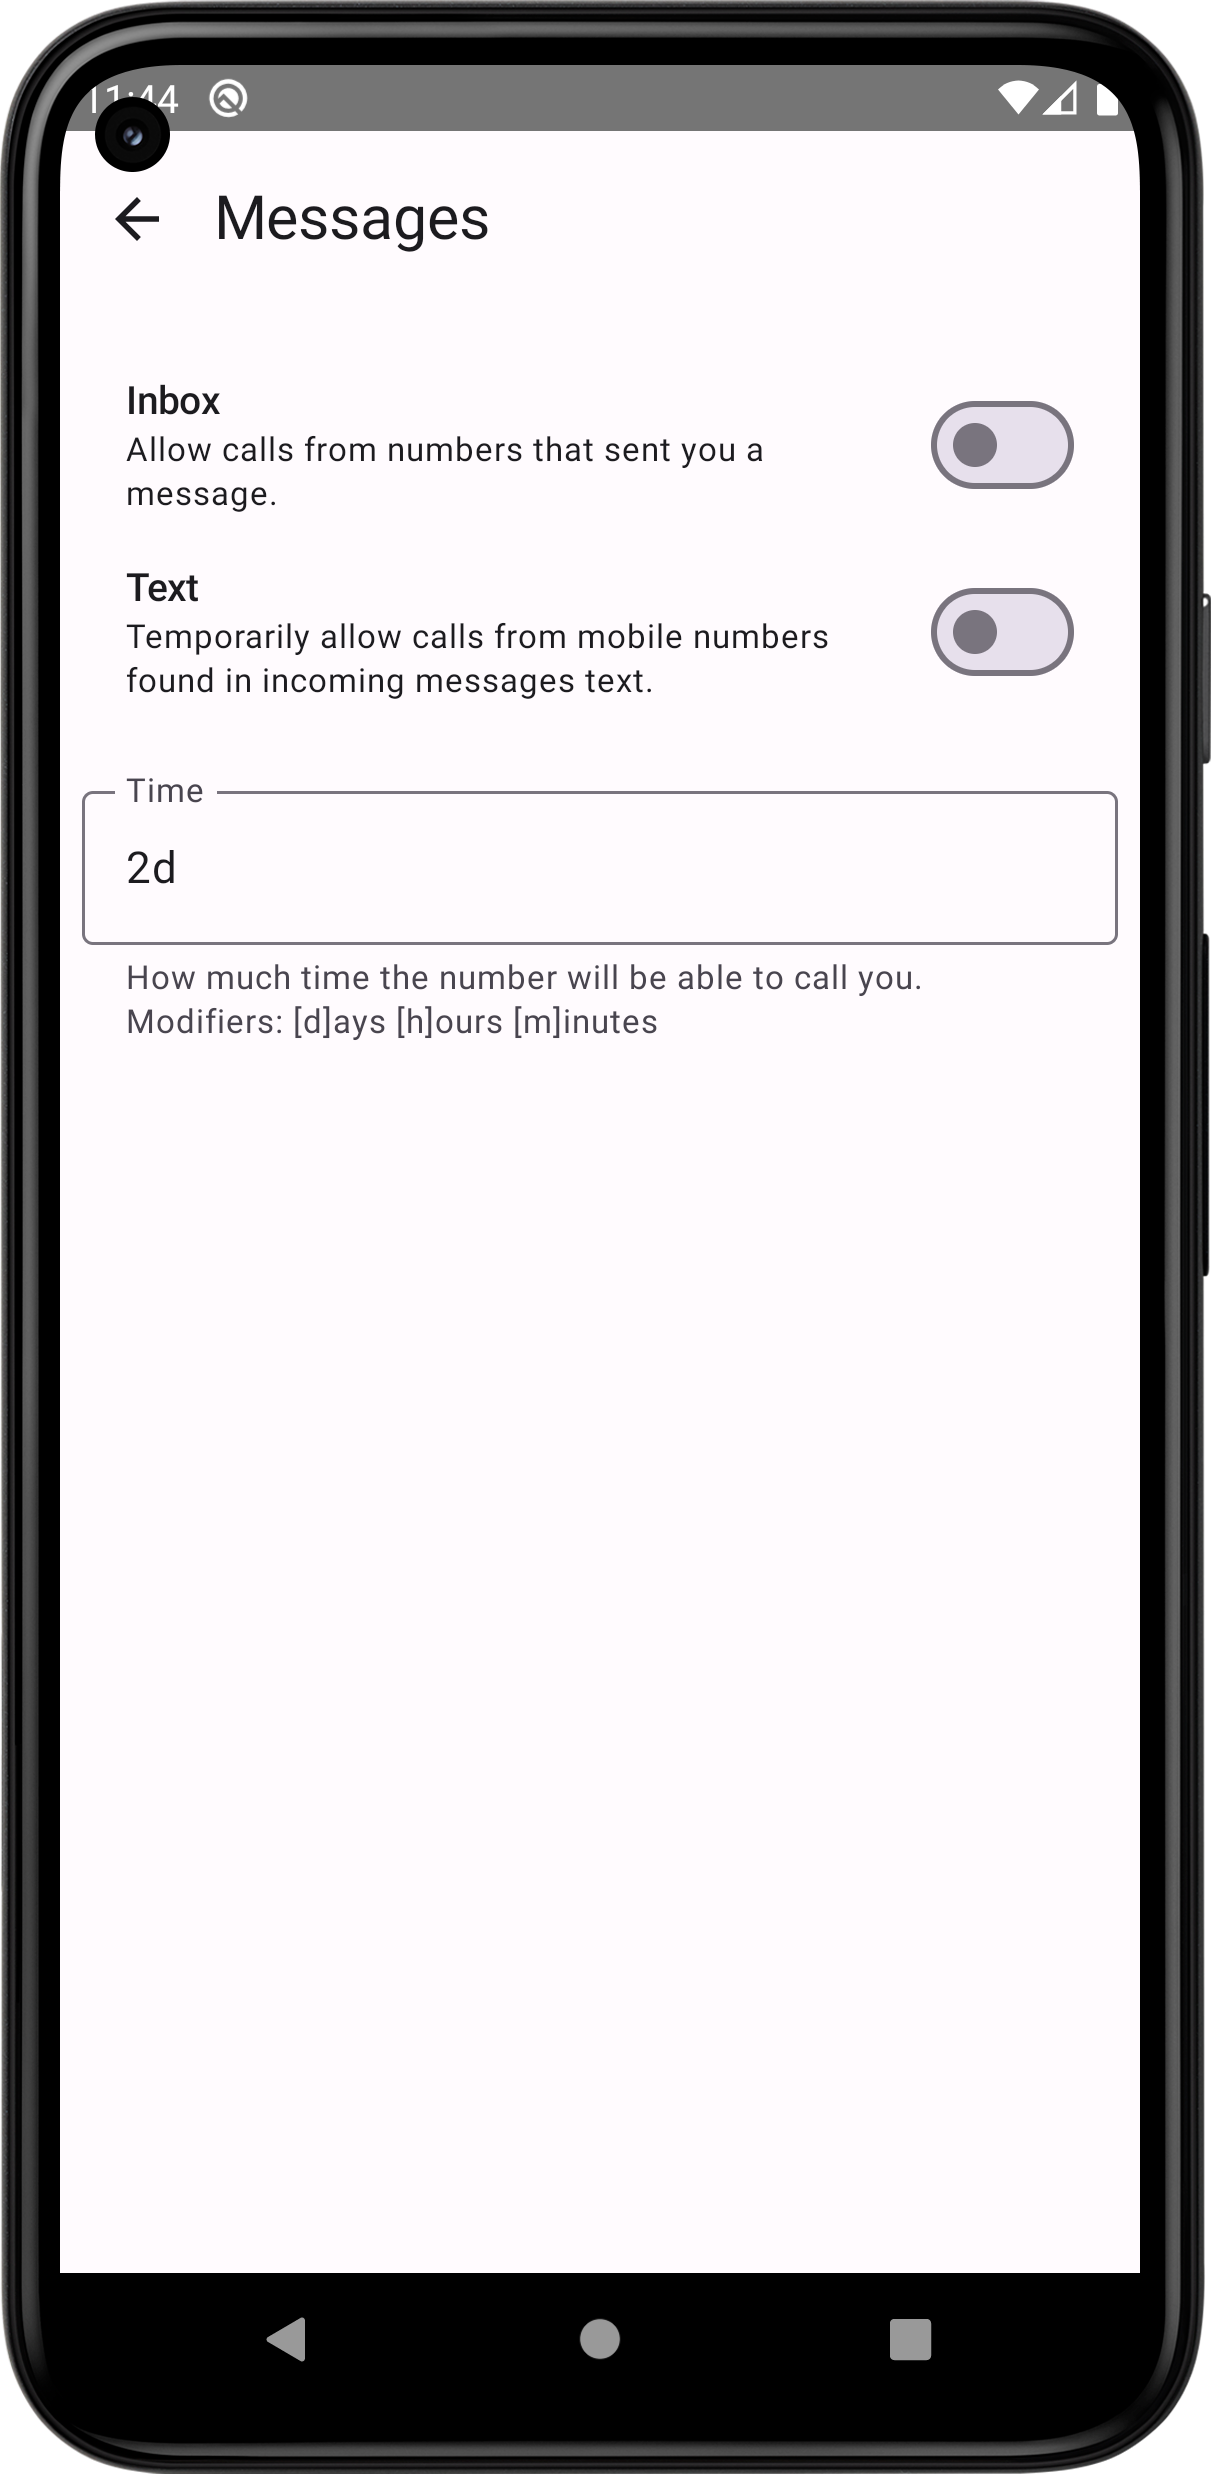 11:44
Messages
Inbox
Allow calls from numbers that sent you a
message.
Text
Temporarily allow calls from mobile numbers
found in incoming messages text.
Time
2d
How much time the number will be able to call you.
Modifiers: [d]ays [h]ours [m]inutes